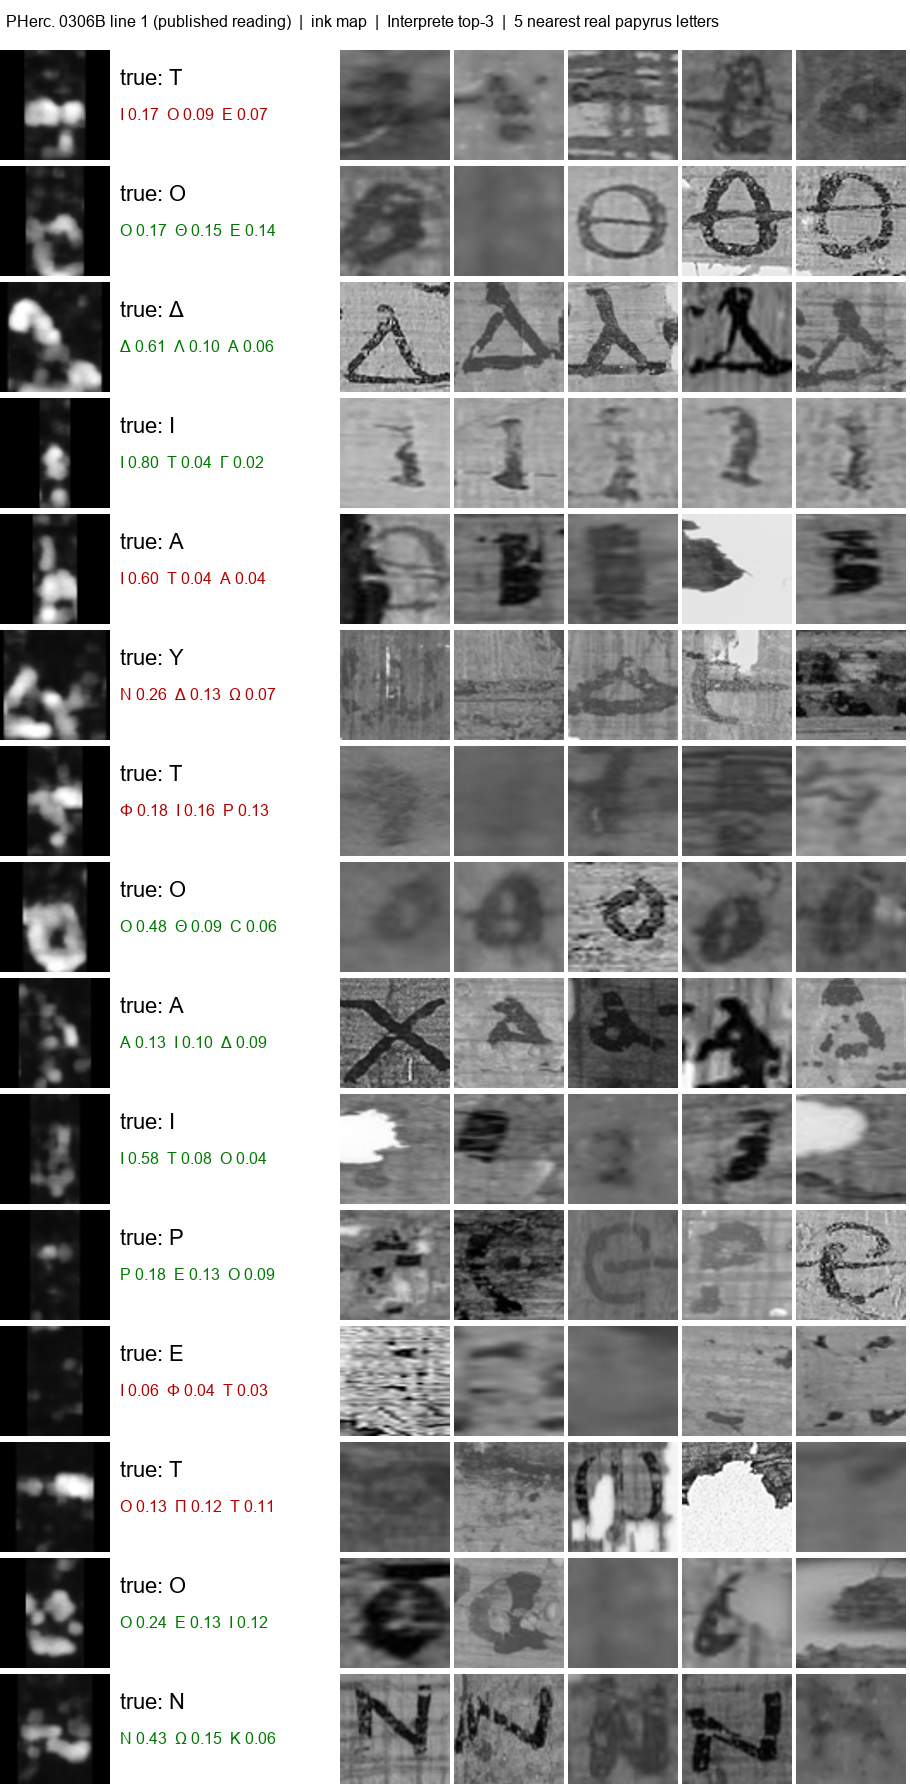 PHerc. 0306B line 1 (published reading) | ink map | Interprete top-3 | 5 nearest real papyrus letters
true: T
I 0.17 O 0.09 E 0.07
true: O
O 0.17 Θ 0.15 E 0.14
true: Δ
Δ 0.61 Λ 0.10 A 0.06
true: I
I 0.80 T 0.04 Γ 0.02
true: A
I 0.60 T 0.04 A 0.04
true: Y
N 0.26 Δ 0.13 Ω 0.07
true: T
Φ 0.18 I 0.16 P 0.13
true: O
O 0.48 Θ 0.09 C 0.06
true: A
A 0.13 I 0.10 Δ 0.09
true: I
I 0.58 T 0.08 O 0.04
true: P
P 0.18 E 0.13 O 0.09
true: E
I 0.06 Φ 0.04 T 0.03
true: T
O 0.13 Π 0.12 T 0.11
true: O
O 0.24 E 0.13 I 0.12
true: N
N 0.43 Ω 0.15 K 0.06